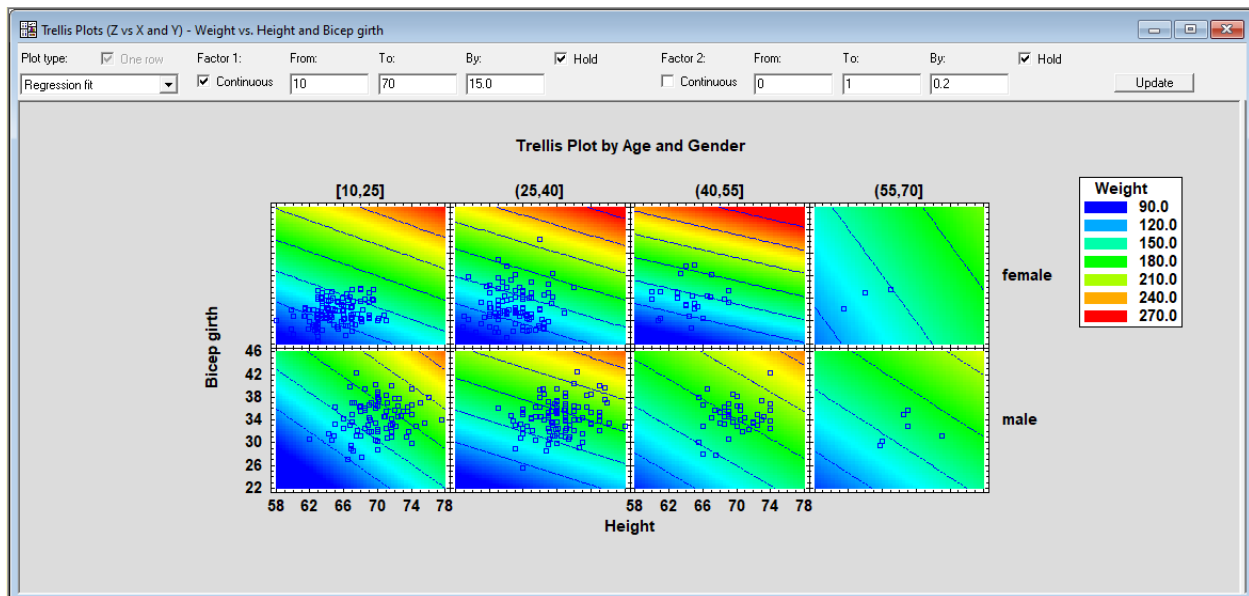 Trellis Plots (Z vs X and Y) - Weight vs. Height and Bicep girth
Plot type: One row Factor 1: From: To: By: Hold Factor 2: From: To: By: Hold
Regression fit Continuous 10 70 15.0 Continuous 0 1 0.2 Update
Trellis Plot by Age and Gender
[10,25] (25,40] (40,55] (55,70]
Weight
90.0
120.0
150.0
180.0
210.0
240.0
270.0
female
male
Bicep girth
46
42
38
34
30
26
22
58 62 66 70 74 78 58 62 66 70 74 78
Height